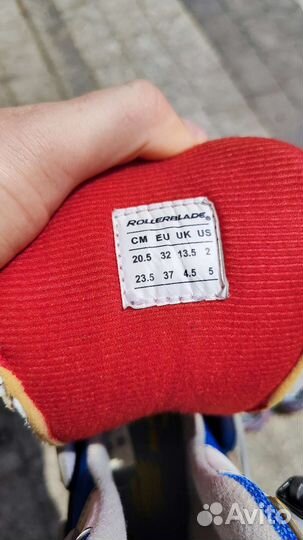 ROLLERBLADE®
CM EU UK US
20.5 32 13.5 2
23.5 37 4.5 5
Avito